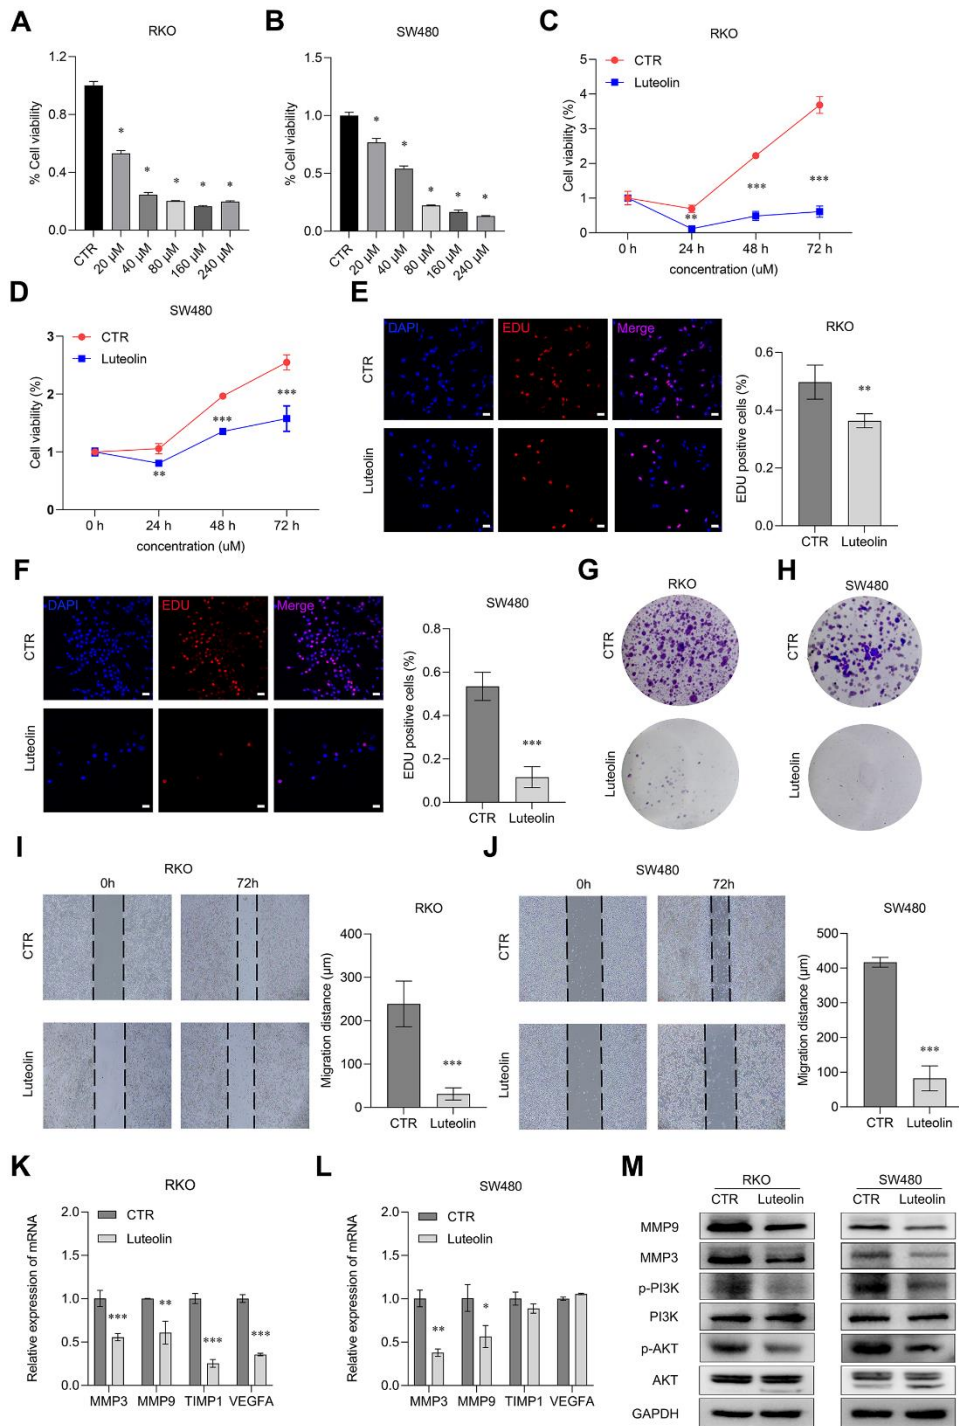 A
RKO
% Cell viability
1.2
1.0
0.8
0.6
0.4
0.2
0.0
*
*
*
*
*
CTR
20 µM
40 µM
80 µM
160 µM
240 µM
B
SW480
% Cell viability
1.5
1.0
0.5
0.0
*
*
*
*
*
CTR
20 µM
40 µM
80 µM
160 µM
240 µM
C
RKO
CTR
Luteolin
Cell viability (%)
5
4
3
2
1
0
**
***
***
0 h
24 h
48 h
72 h
concentration (uM)
D
SW480
CTR
Luteolin
Cell viability (%)
3
2
1
0
**
***
***
0 h
24 h
48 h
72 h
concentration (uM)
E
DAPI
EDU
Merge
CTR
Luteolin
RKO
EDU positive cells (%)
0.6
0.4
0.2
0.0
**
CTR
Luteolin
F
DAPI
EDU
Merge
CTR
Luteolin
SW480
EDU positive cells (%)
0.8
0.6
0.4
0.2
0.0
***
CTR
Luteolin
G
RKO
CTR
Luteolin
H
SW480
CTR
Luteolin
I
RKO
0h
72h
CTR
Luteolin
RKO
Migration distance (µm)
400
300
200
100
0
***
CTR
Luteolin
J
SW480
0h
72h
CTR
Luteolin
SW480
Migration distance (µm)
500
400
300
200
100
0
***
CTR
Luteolin
K
RKO
CTR
Luteolin
Relative expression of mRNA
2.0
1.5
1.0
0.5
0.0
***
**
***
***
MMP3
MMP9
TIMP1
VEGFA
L
SW480
CTR
Luteolin
Relative expression of mRNA
2.0
1.5
1.0
0.5
0.0
**
*
MMP3
MMP9
TIMP1
VEGFA
M
RKO
SW480
CTR
Luteolin
CTR
Luteolin
MMP9
MMP3
p-PI3K
PI3K
p-AKT
AKT
GAPDH